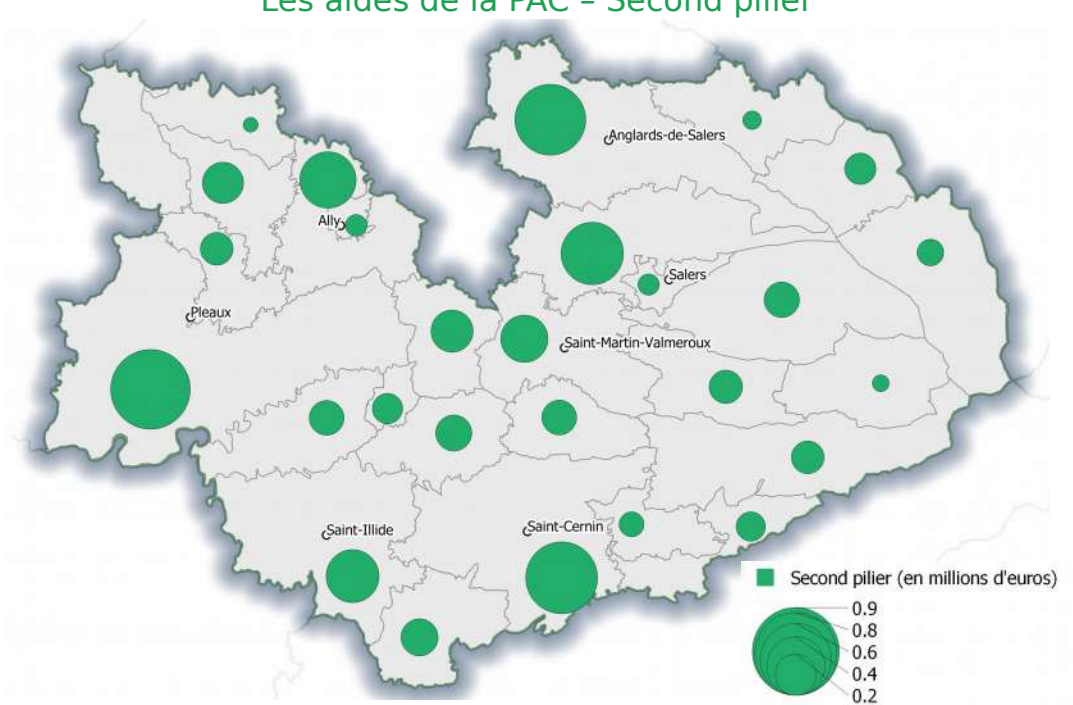 Les aides de la PAC – Second pilier
Anglards-de-Salers
Ally
Salers
Pleaux
Saint-Martin-Valmeroux
Saint-Illide
Saint-Cernin
Second pilier (en millions d'euros)
0.9
0.8
0.6
0.4
0.2